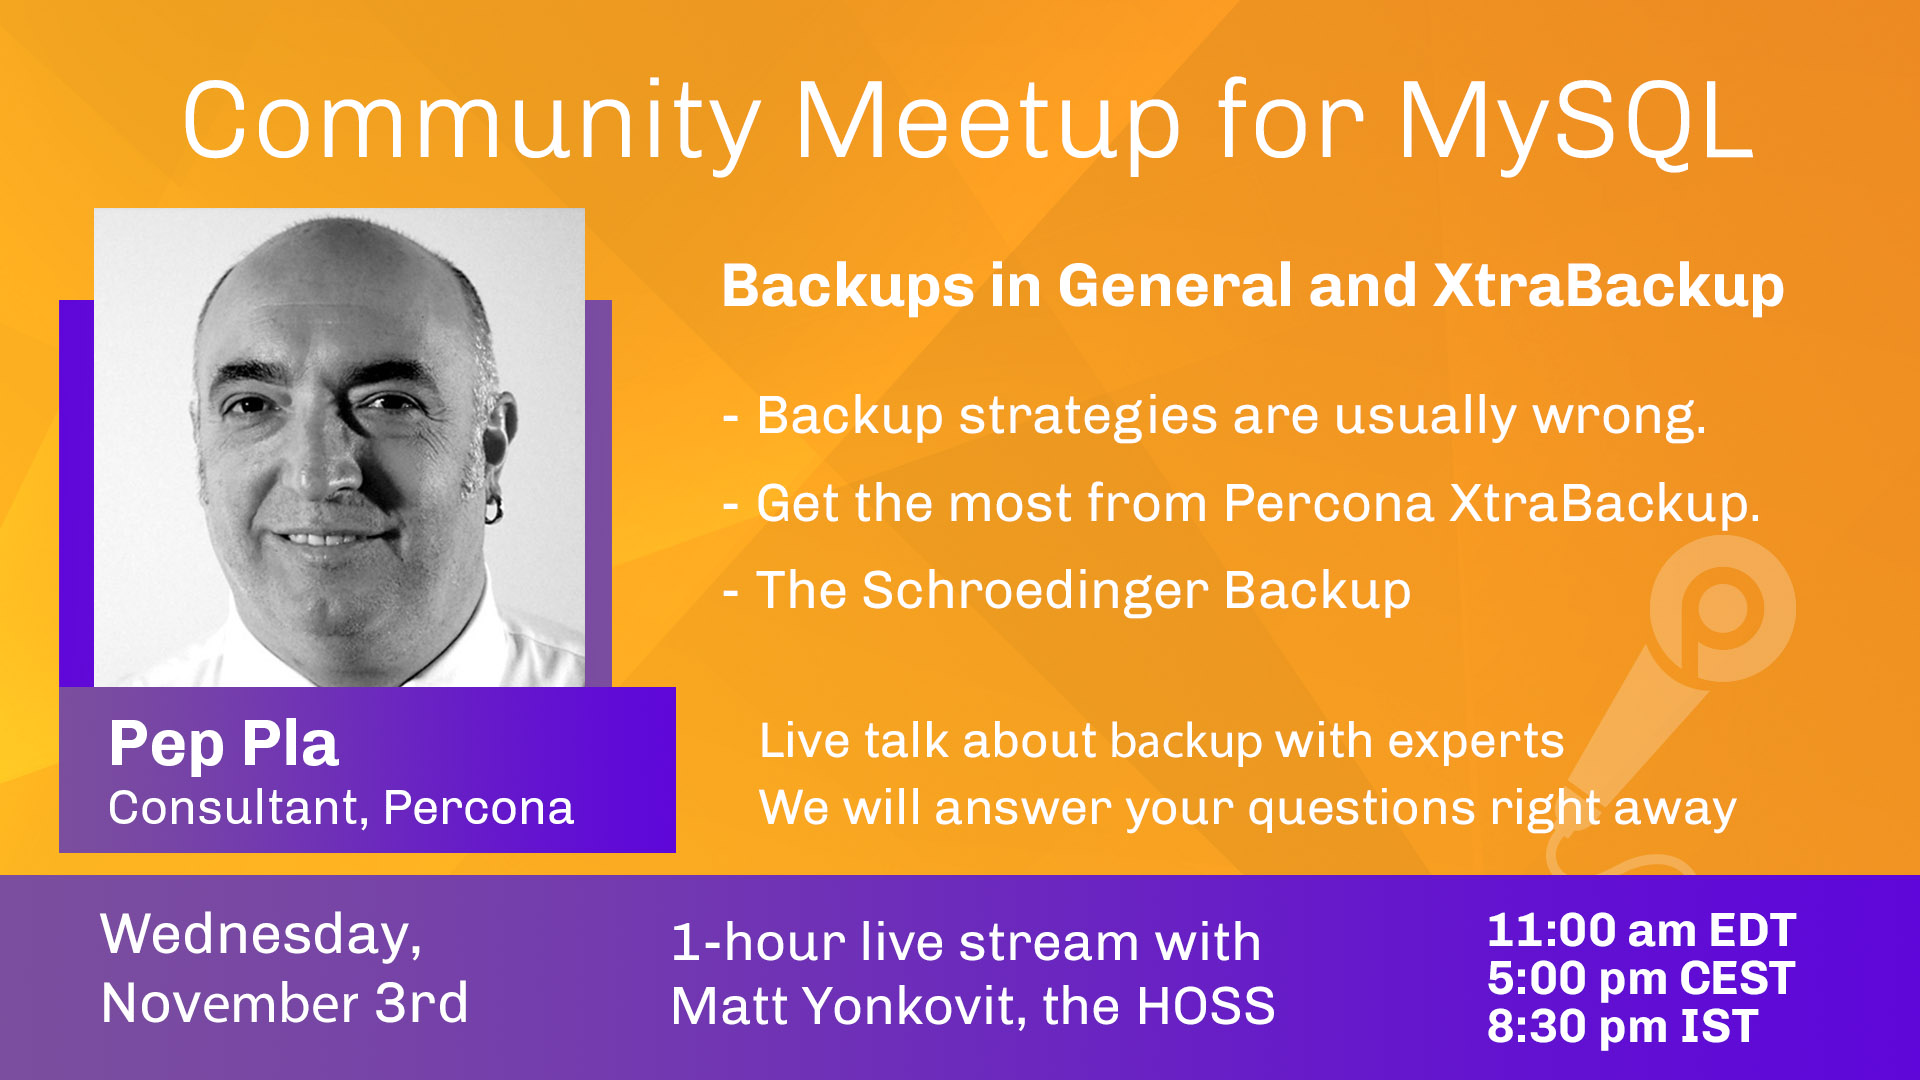 Community Meetup for MySQL
Backups in General and XtraBackup
- Backup strategies are usually wrong.
- Get the most from Percona XtraBackup.
- The Schroedinger Backup
Pep Pla
Consultant, Percona
Live talk about backup with experts
We will answer your questions right away
Wednesday,
November 3rd
1-hour live stream with
Matt Yonkovit, the HOSS
11:00 am EDT
5:00 pm CEST
8:30 pm IST